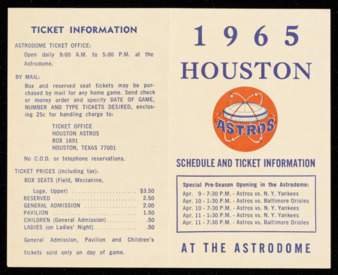 TICKET INFORMATION
ASTRODOME TICKET OFFICE:
Open daily 9:00 A.M. to 5:00 P.M. at the
Astrodome.
BY MAIL:
Box and reserved seat tickets may be pur-
chased by mail for any home game. Send check
or money order and specify DATE OF GAME,
NUMBER AND TYPE TICKETS DESIRED, enclos-
ing 25c for handling charge to:
TICKET OFFICE
HOUSTON ASTROS
BOX 1691
HOUSTON, TEXAS 77001
No C.O.D. or telephone reservations.
TICKET PRICES (including tax):
BOX SEATS (Field, Mezzanine,
Loge, Upper) $3.50
RESERVED 2.50
GENERAL ADMISSION 2.00
PAVILION 1.50
CHILDREN (General Admission) .50
LADIES (on Ladies' Night) .50
General Admission, Pavilion and Children's
tickets sold only on day of game.
1965
HOUSTON
ASTROS
SCHEDULE AND TICKET INFORMATION
Special Pre-Season Opening in the Astrodome:
Apr. 9 - 7:30 P.M. - Astros vs. N. Y. Yankees
Apr. 10 - 1:30 P.M. - Astros vs. Baltimore Orioles
Apr. 10 - 7:30 P.M. - Astros vs. N. Y. Yankees
Apr. 11 - 1:30 P.M. - Astros vs. N. Y. Yankees
Apr. 11 - 7:30 P.M. - Astros vs. Baltimore Orioles
AT THE ASTRODOME